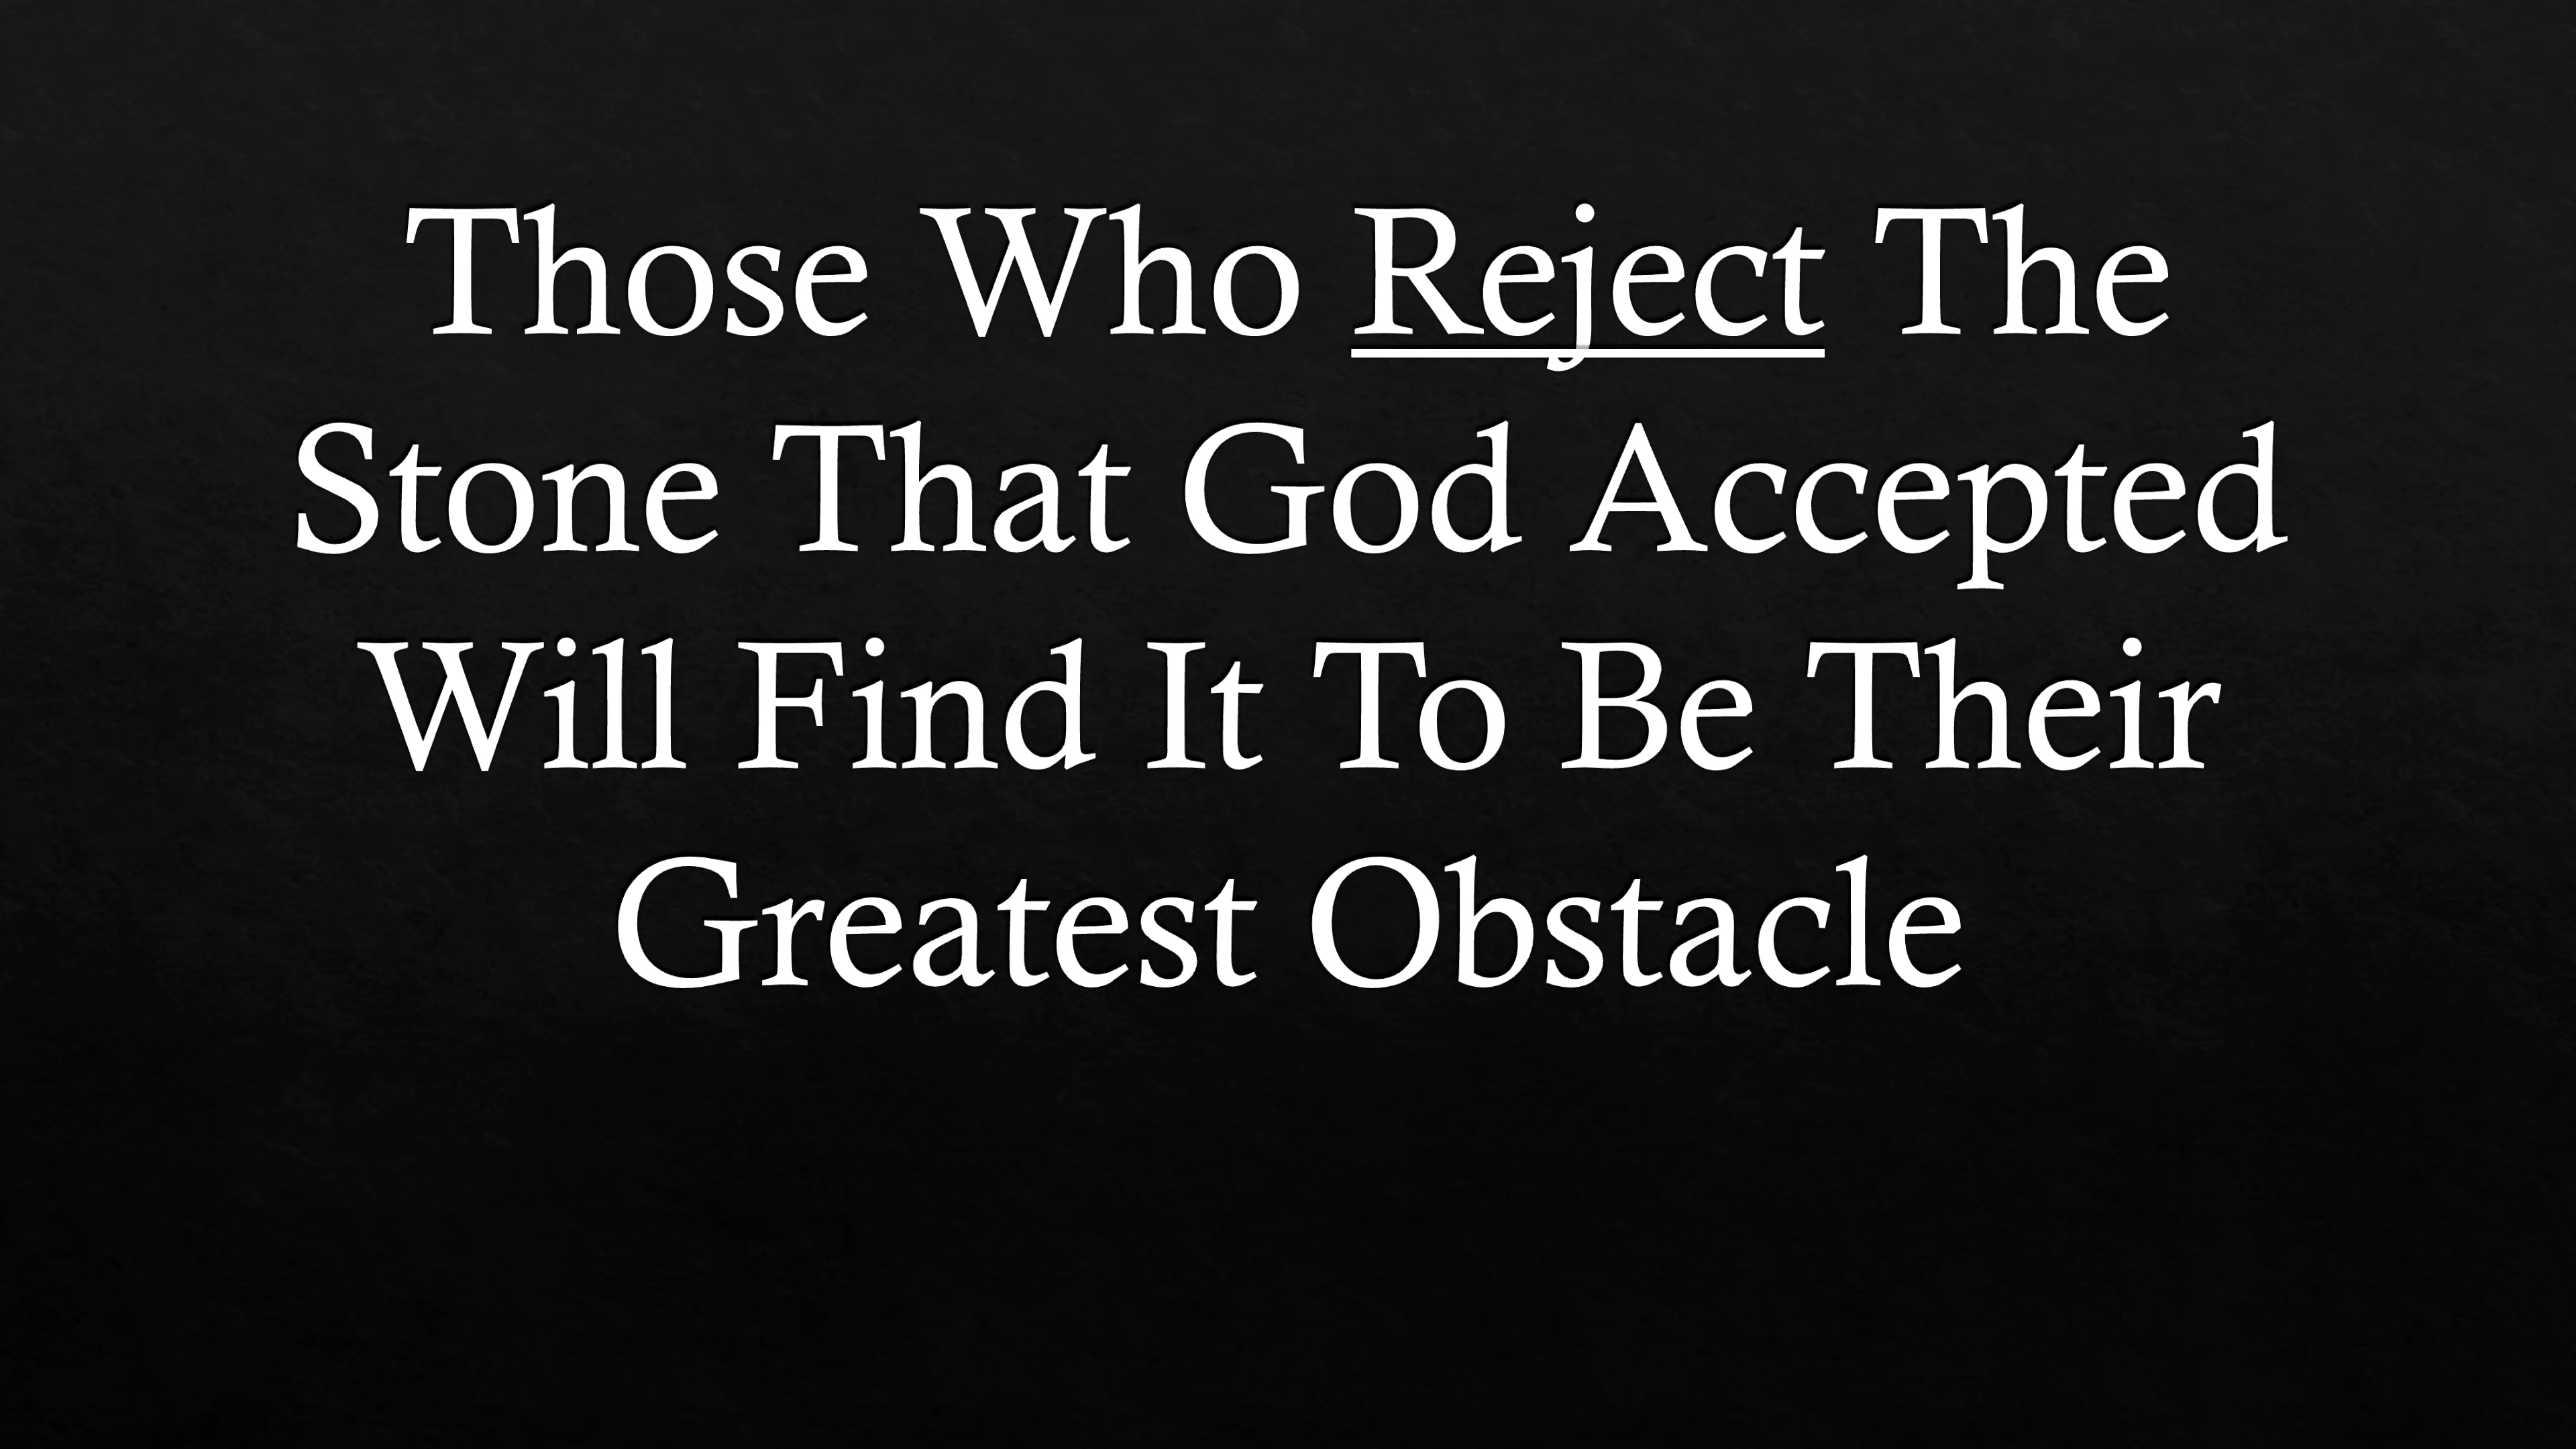 Those Who Reject The
Stone That God Accepted
Will Find It To Be Their
Greatest Obstacle